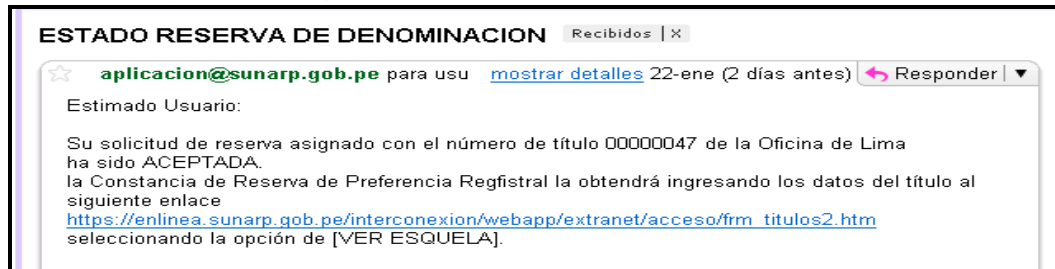 ESTADO RESERVA DE DENOMINACION Recibidos | X
aplicacion@sunarp.gob.pe para usu mostrar detalles 22-ene (2 días antes) Responder | ▼
Estimado Usuario:
Su solicitud de reserva asignado con el número de título 00000047 de la Oficina de Lima
ha sido ACEPTADA.
la Constancia de Reserva de Preferencia Regfistral la obtendrá ingresando los datos del título al
siguiente enlace
https://enlinea.sunarp.gob.pe/interconexion/webapp/extranet/acceso/frm_titulos2.htm
seleccionando la opción de [VER ESQUELA].